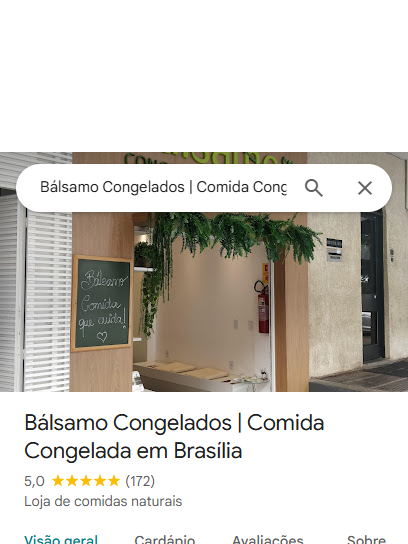 Bálsamo Congelados | Comida Cong
Bálsamo
Comida
que cuida!
Bálsamo Congelados | Comida
Congelada em Brasília
5,0 (172)
Loja de comidas naturais
Visão geral Cardápio Avaliações Sobre